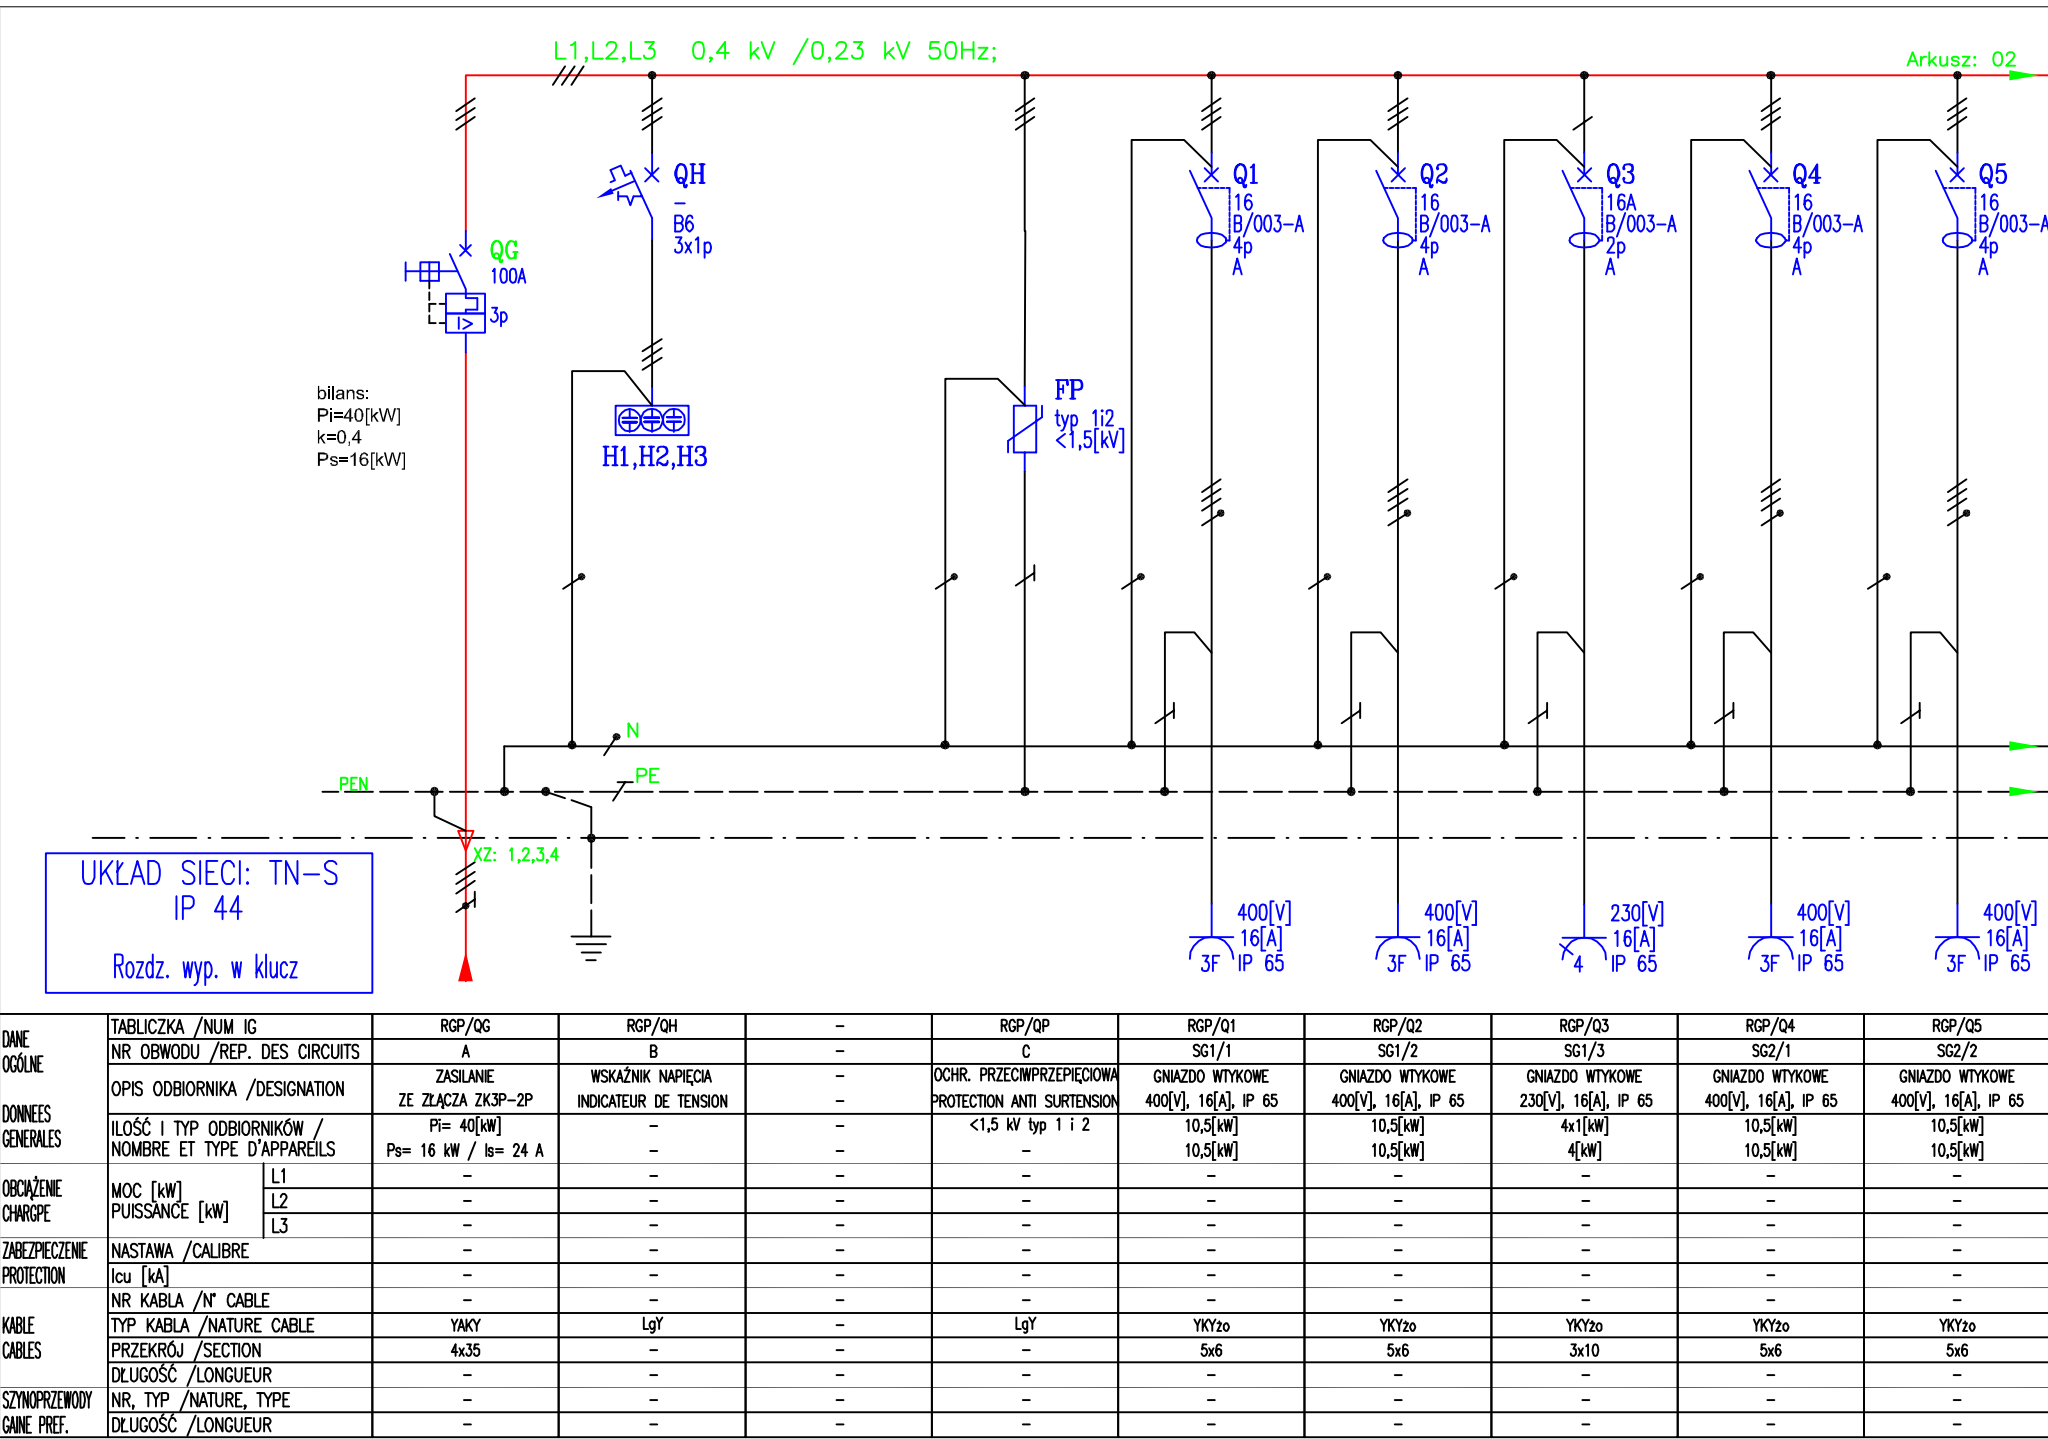 L1,L2,L3 0,4 kV /0,23 kV 50Hz;
Arkusz: 02
QH
-
B6
3x1p
QG
100A
3p
I>
Q1
16
B/003-A
4p
A
Q2
16
B/003-A
4p
A
Q3
16A
B/003-A
2p
A
Q4
16
B/003-A
4p
A
Q5
16
B/003-A
4p
A
bilans:
Pi=40[kW]
k=0,4
Ps=16[kW]
H1,H2,H3
FP
typ 1i2
<1,5[kV]
N
PEN
PE
XZ: 1,2,3,4
UKŁAD SIECI: TN-S
IP 44
Rozdz. wyp. w klucz
400[V]
16[A]
3F IP 65
400[V]
16[A]
3F IP 65
230[V]
16[A]
4 IP 65
400[V]
16[A]
3F IP 65
400[V]
16[A]
3F IP 65
DANE
OGÓLNE
DONNEES
GENERALES
TABLICZKA /NUM IG RGP/QG RGP/QH - RGP/QP RGP/Q1 RGP/Q2 RGP/Q3 RGP/Q4 RGP/Q5
NR OBWODU /REP. DES CIRCUITS A B - C SG1/1 SG1/2 SG1/3 SG2/1 SG2/2
OPIS ODBIORNIKA /DESIGNATION
ZASILANIE WSKAŹNIK NAPIĘCIA - OCHR. PRZECIWPRZEPIĘCIOWA GNIAZDO WTYKOWE GNIAZDO WTYKOWE GNIAZDO WTYKOWE GNIAZDO WTYKOWE GNIAZDO WTYKOWE
ZE ZŁĄCZA ZK3P-2P INDICATEUR DE TENSION - PROTECTION ANTI SURTENSION 400[V], 16[A], IP 65 400[V], 16[A], IP 65 230[V], 16[A], IP 65 400[V], 16[A], IP 65 400[V], 16[A], IP 65
ILOŚĆ I TYP ODBIORNIKÓW / Pi= 40[kW] - - <1,5 kV typ 1 i 2 10,5[kW] 10,5[kW] 4x1[kW] 10,5[kW] 10,5[kW]
NOMBRE ET TYPE D'APPAREILS Ps= 16 kW / Is= 24 A - - - 10,5[kW] 10,5[kW] 4[kW] 10,5[kW] 10,5[kW]
OBCIĄŻENIE
CHARGPE
MOC [kW]
PUISSANCE [kW]
L1 - - - - - - - - -
L2 - - - - - - - - -
L3 - - - - - - - - -
ZABEZPIECZENIE
PROTECTION
NASTAWA /CALIBRE - - - - - - - - -
Icu [kA] - - - - - - - - -
KABLE
CABLES
NR KABLA /N° CABLE - - - - - - - - -
TYP KABLA /NATURE CABLE YAKY LgY - LgY YKYżo YKYżo YKYżo YKYżo YKYżo
PRZEKRÓJ /SECTION 4x35 - - - 5x6 5x6 3x10 5x6 5x6
DŁUGOŚĆ /LONGUEUR - - - - - - - - -
SZYNOPRZEWODY
GAINE PREF.
NR, TYP /NATURE, TYPE - - - - - - - - -
DŁUGOŚĆ /LONGUEUR - - - - - - - - -